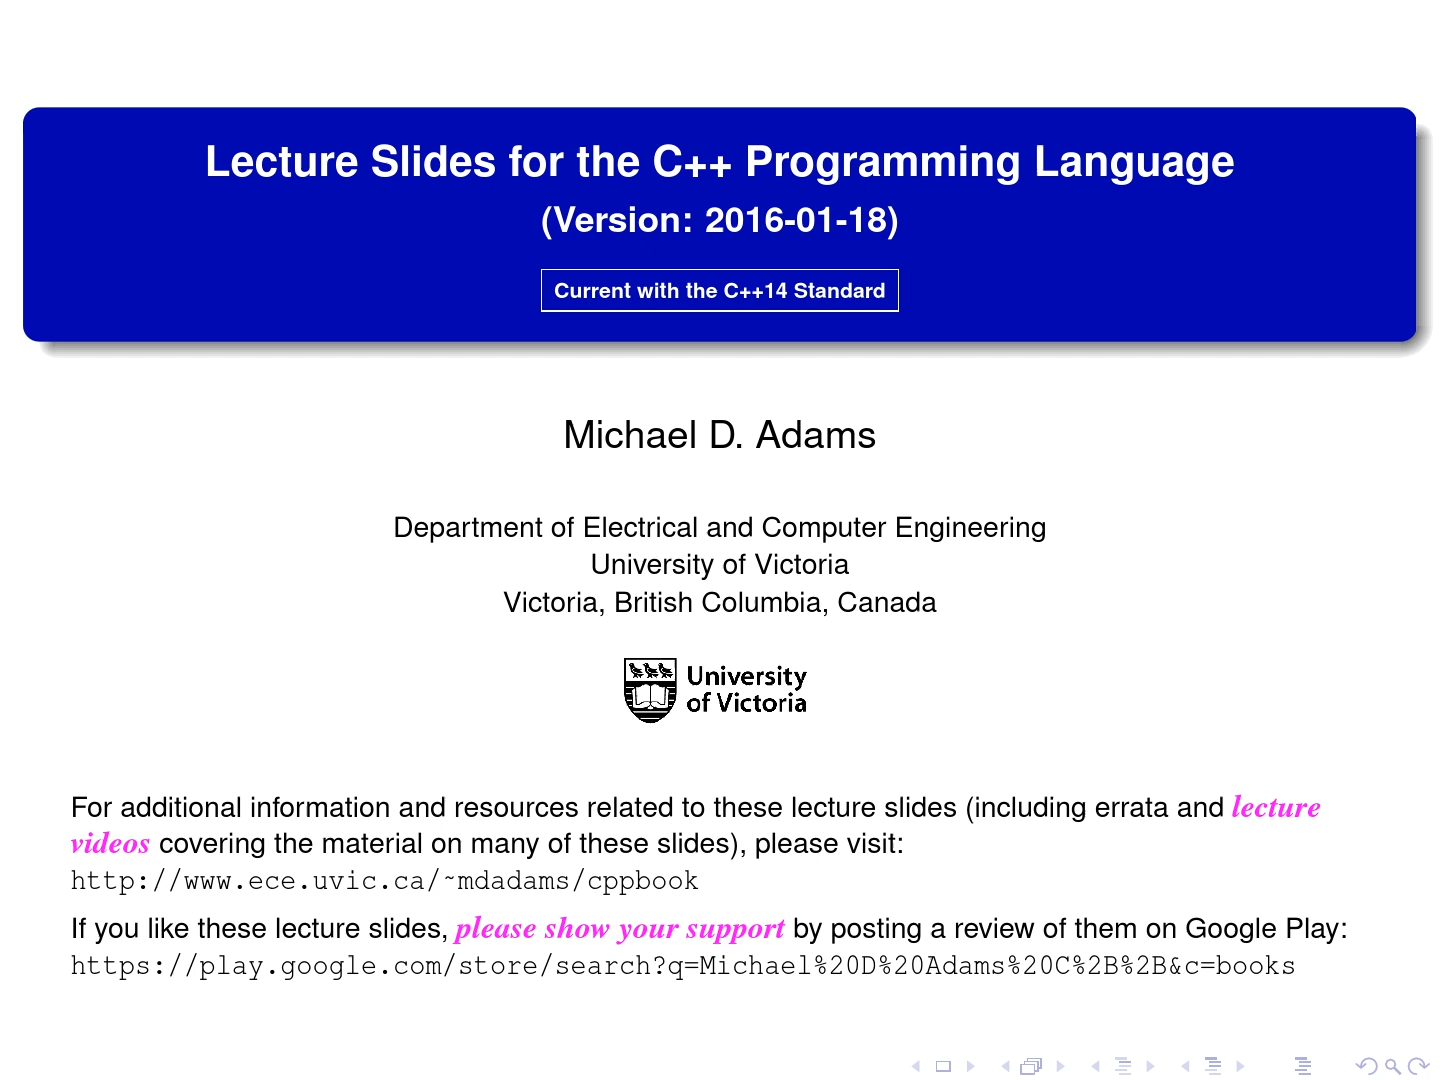 Lecture Slides for the C++ Programming Language
(Version: 2016-01-18)
Current with the C++14 Standard
Michael D. Adams
Department of Electrical and Computer Engineering
University of Victoria
Victoria, British Columbia, Canada
University
of Victoria
For additional information and resources related to these lecture slides (including errata and lecture
videos covering the material on many of these slides), please visit:
http://www.ece.uvic.ca/~mdadams/cppbook
If you like these lecture slides, please show your support by posting a review of them on Google Play:
https://play.google.com/store/search?q=Michael%20D%20Adams%20C%2B%2B&c=books